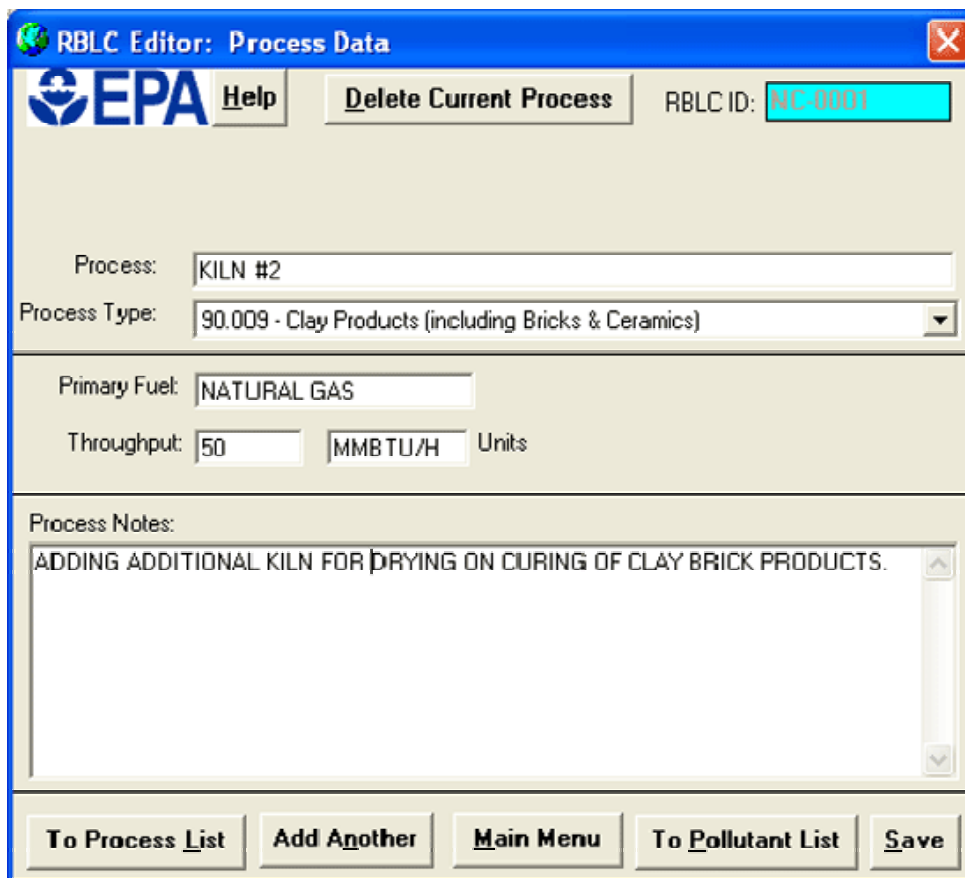 RBLC Editor: Process Data
EPA Help Delete Current Process RBLC ID: NC-0001
Process: KILN #2
Process Type: 90.009 - Clay Products (including Bricks & Ceramics)
Primary Fuel: NATURAL GAS
Throughput: 50 MMBTU/H Units
Process Notes:
ADDING ADDITIONAL KILN FOR DRYING ON CURING OF CLAY BRICK PRODUCTS.
To Process List Add Another Main Menu To Pollutant List Save